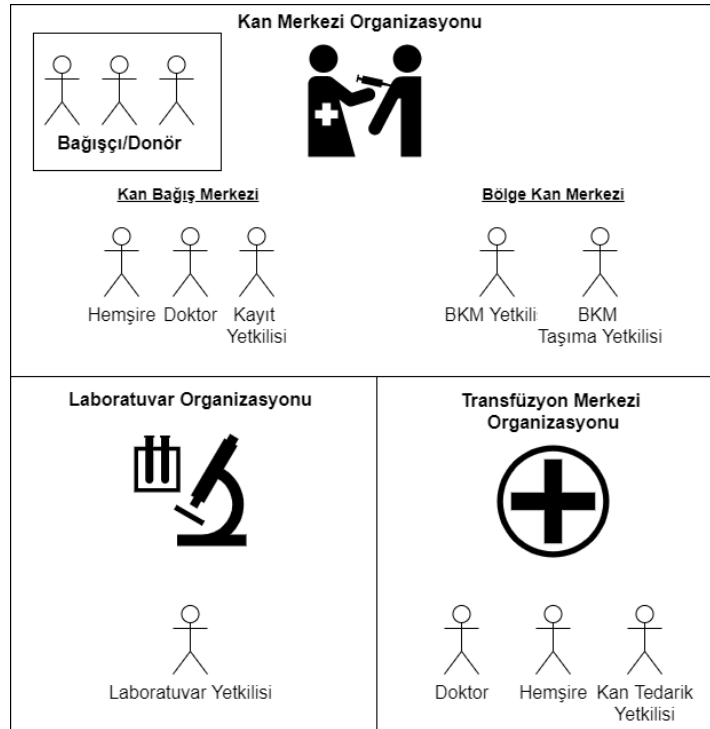 Kan Merkezi Organizasyonu
Bağışçı/Donör
Kan Bağış Merkezi
Bölge Kan Merkezi
Hemşire
Doktor
Kayıt
Yetkilisi
BKM Yetkili
BKM
Taşıma Yetkilisi
Laboratuvar Organizasyonu
Transfüzyon Merkezi
Organizasyonu
Laboratuvar Yetkilisi
Doktor
Hemşire
Kan Tedarik
Yetkilisi